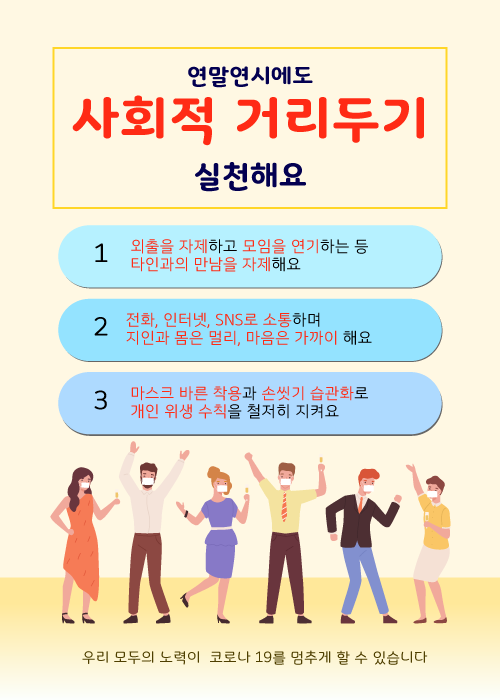 연말연시에도
사회적 거리두기
실천해요
1
외출을 자제하고 모임을 연기하는 등
타인과의 만남을 자제해요
2
전화, 인터넷, SNS로 소통하며
지인과 몸은 멀리, 마음은 가까이 해요
3
마스크 바른 착용과 손씻기 습관화로
개인 위생 수칙을 철저히 지켜요
우리 모두의 노력이 코로나 19를 멈추게 할 수 있습니다